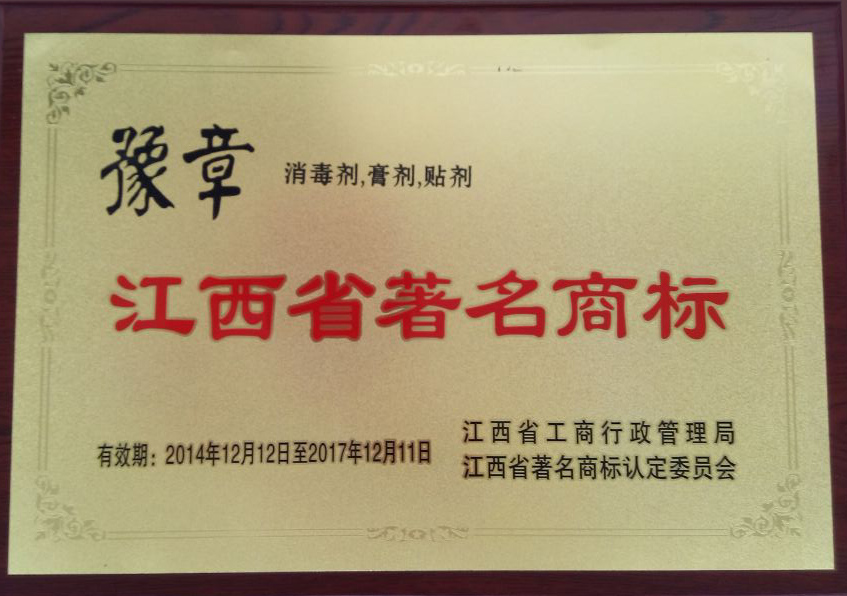 豫章 消毒剂,膏剂,贴剂
江西省著名商标
有效期：2014年12月12日至2017年12月11日
江西省工商行政管理局
江西省著名商标认定委员会